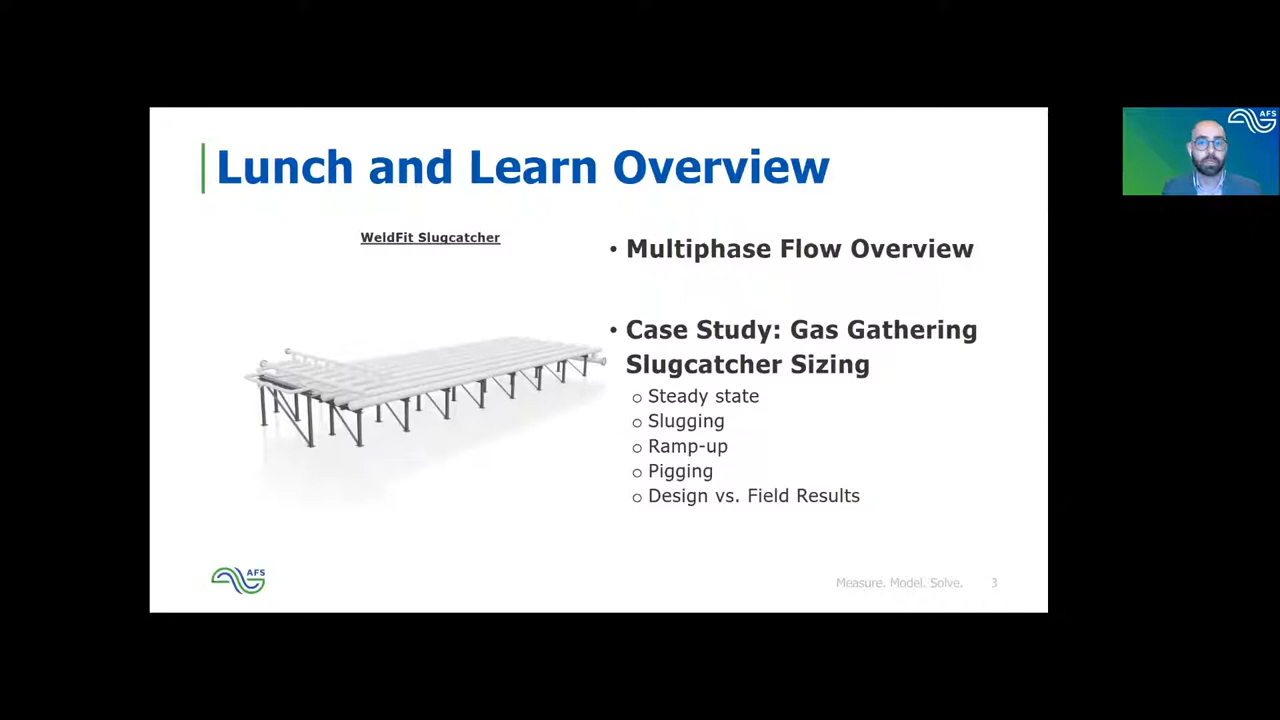 Lunch and Learn Overview
WeldFit Slugcatcher
• Multiphase Flow Overview
• Case Study: Gas Gathering
Slugcatcher Sizing
o Steady state
o Slugging
o Ramp-up
o Pigging
o Design vs. Field Results
AFS
Measure. Model. Solve.
3
AFS